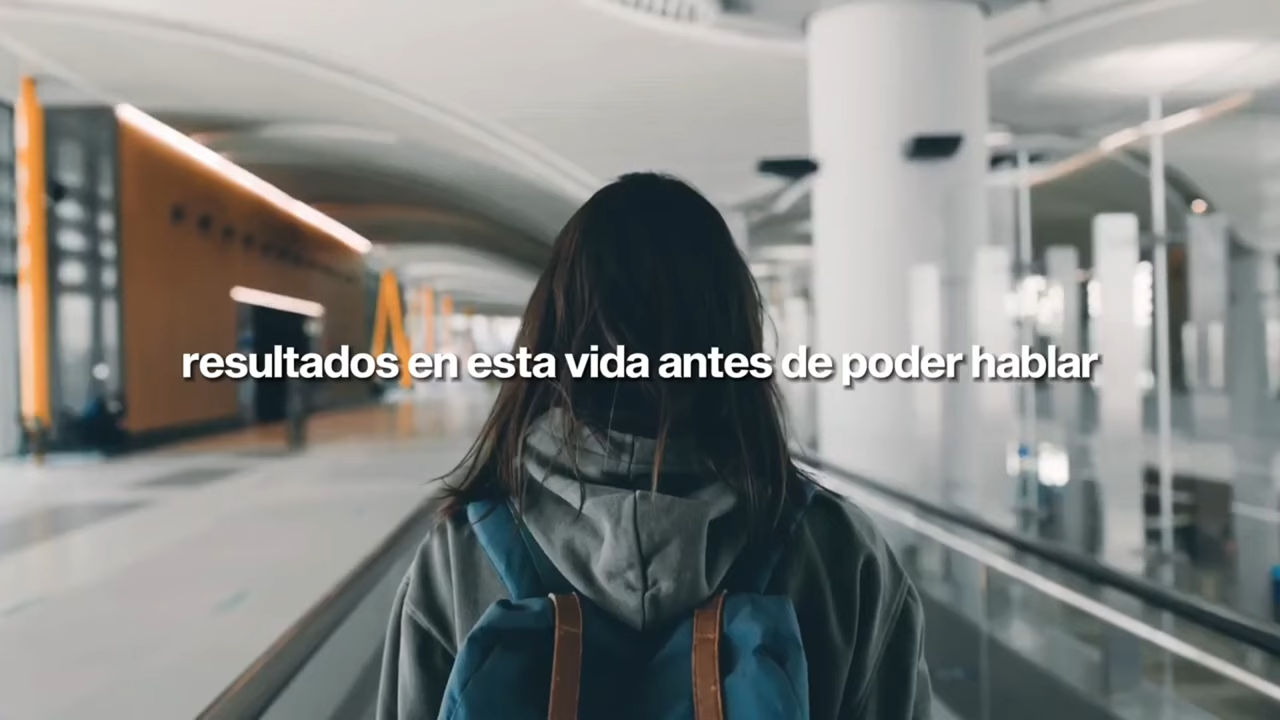 resultados en esta vida antes de poder hablar